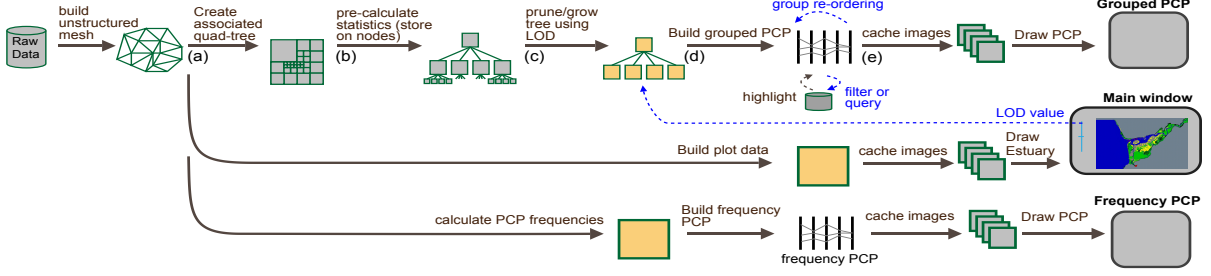 build
unstructured
mesh
Raw
Data
Create
associated
quad-tree
(a)
pre-calculate
statistics (store
on nodes)
(b)
prune/grow
tree using
LOD
(c)
Build grouped PCP
(d)
group re-ordering
(e)
cache images
Draw PCP
Grouped PCP
highlight
filter or
query
LOD value
Main window
Build plot data
cache images
Draw
Estuary
calculate PCP frequencies
Build frequency
PCP
frequency PCP
cache images
Draw PCP
Frequency PCP